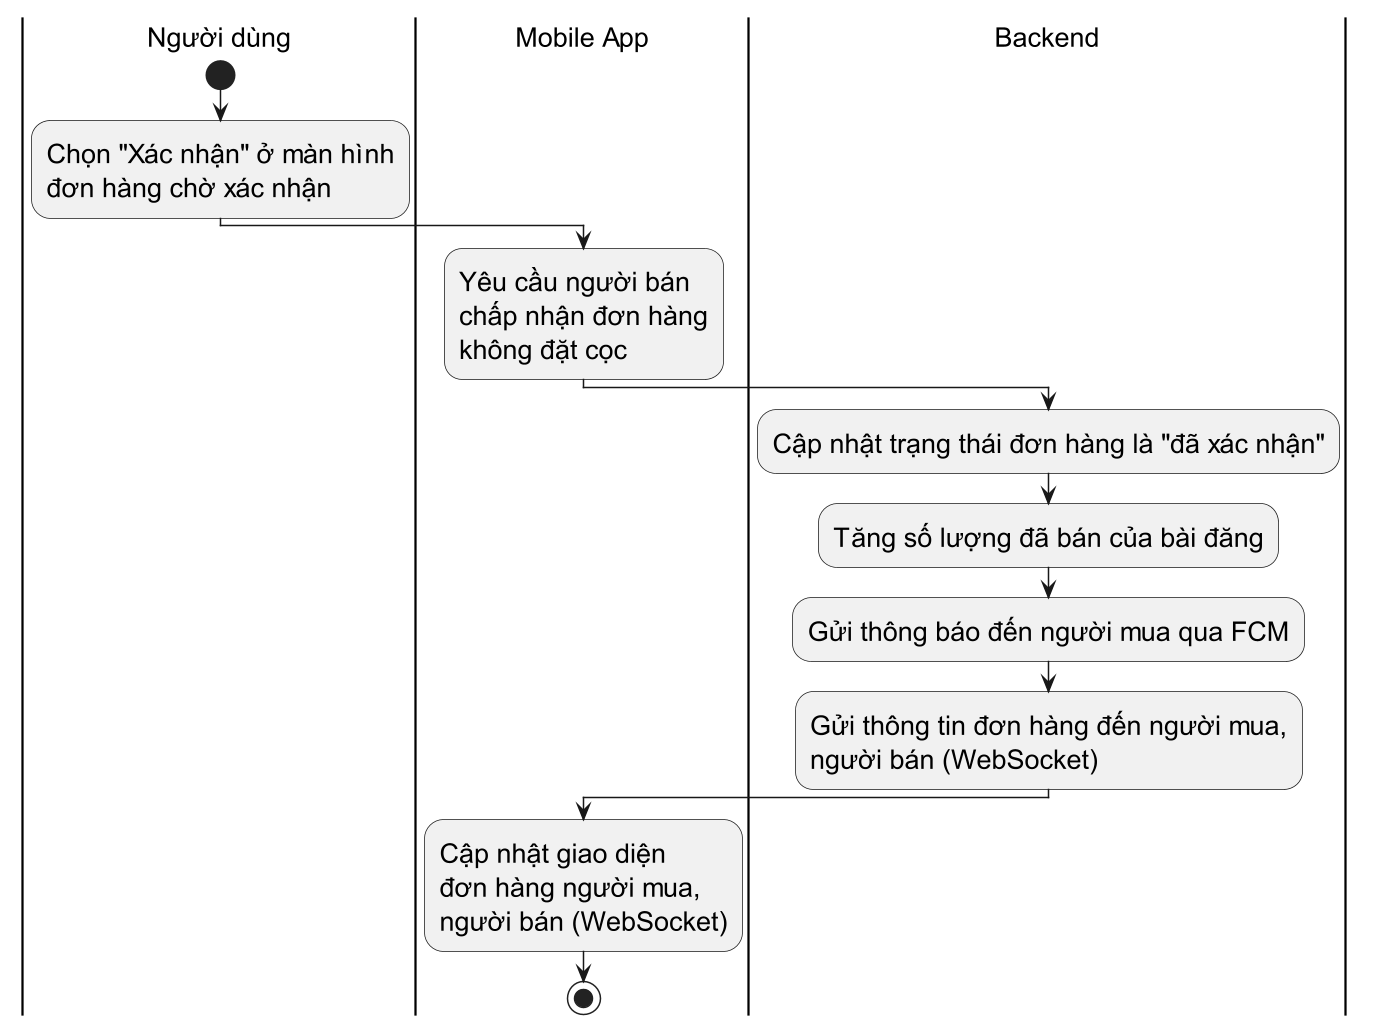 Người dùng
Mobile App
Backend
Chọn "Xác nhận" ở màn hình
đơn hàng chờ xác nhận
Yêu cầu người bán
chấp nhận đơn hàng
không đặt cọc
Cập nhật trạng thái đơn hàng là "đã xác nhận"
Tăng số lượng đã bán của bài đăng
Gửi thông báo đến người mua qua FCM
Gửi thông tin đơn hàng đến người mua,
người bán (WebSocket)
Cập nhật giao diện
đơn hàng người mua,
người bán (WebSocket)